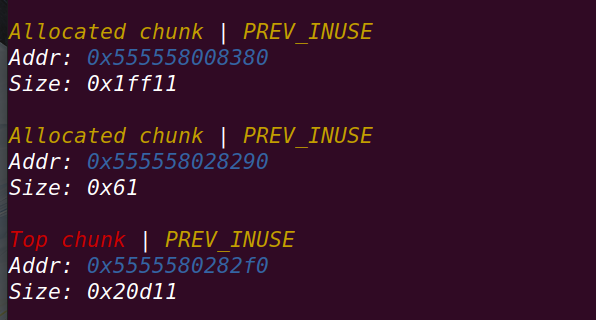 Allocated chunk | PREV_INUSE
Addr: 0x555558008380
Size: 0x1ff11
Allocated chunk | PREV_INUSE
Addr: 0x555558028290
Size: 0x61
Top chunk | PREV_INUSE
Addr: 0x5555580282f0
Size: 0x20d11